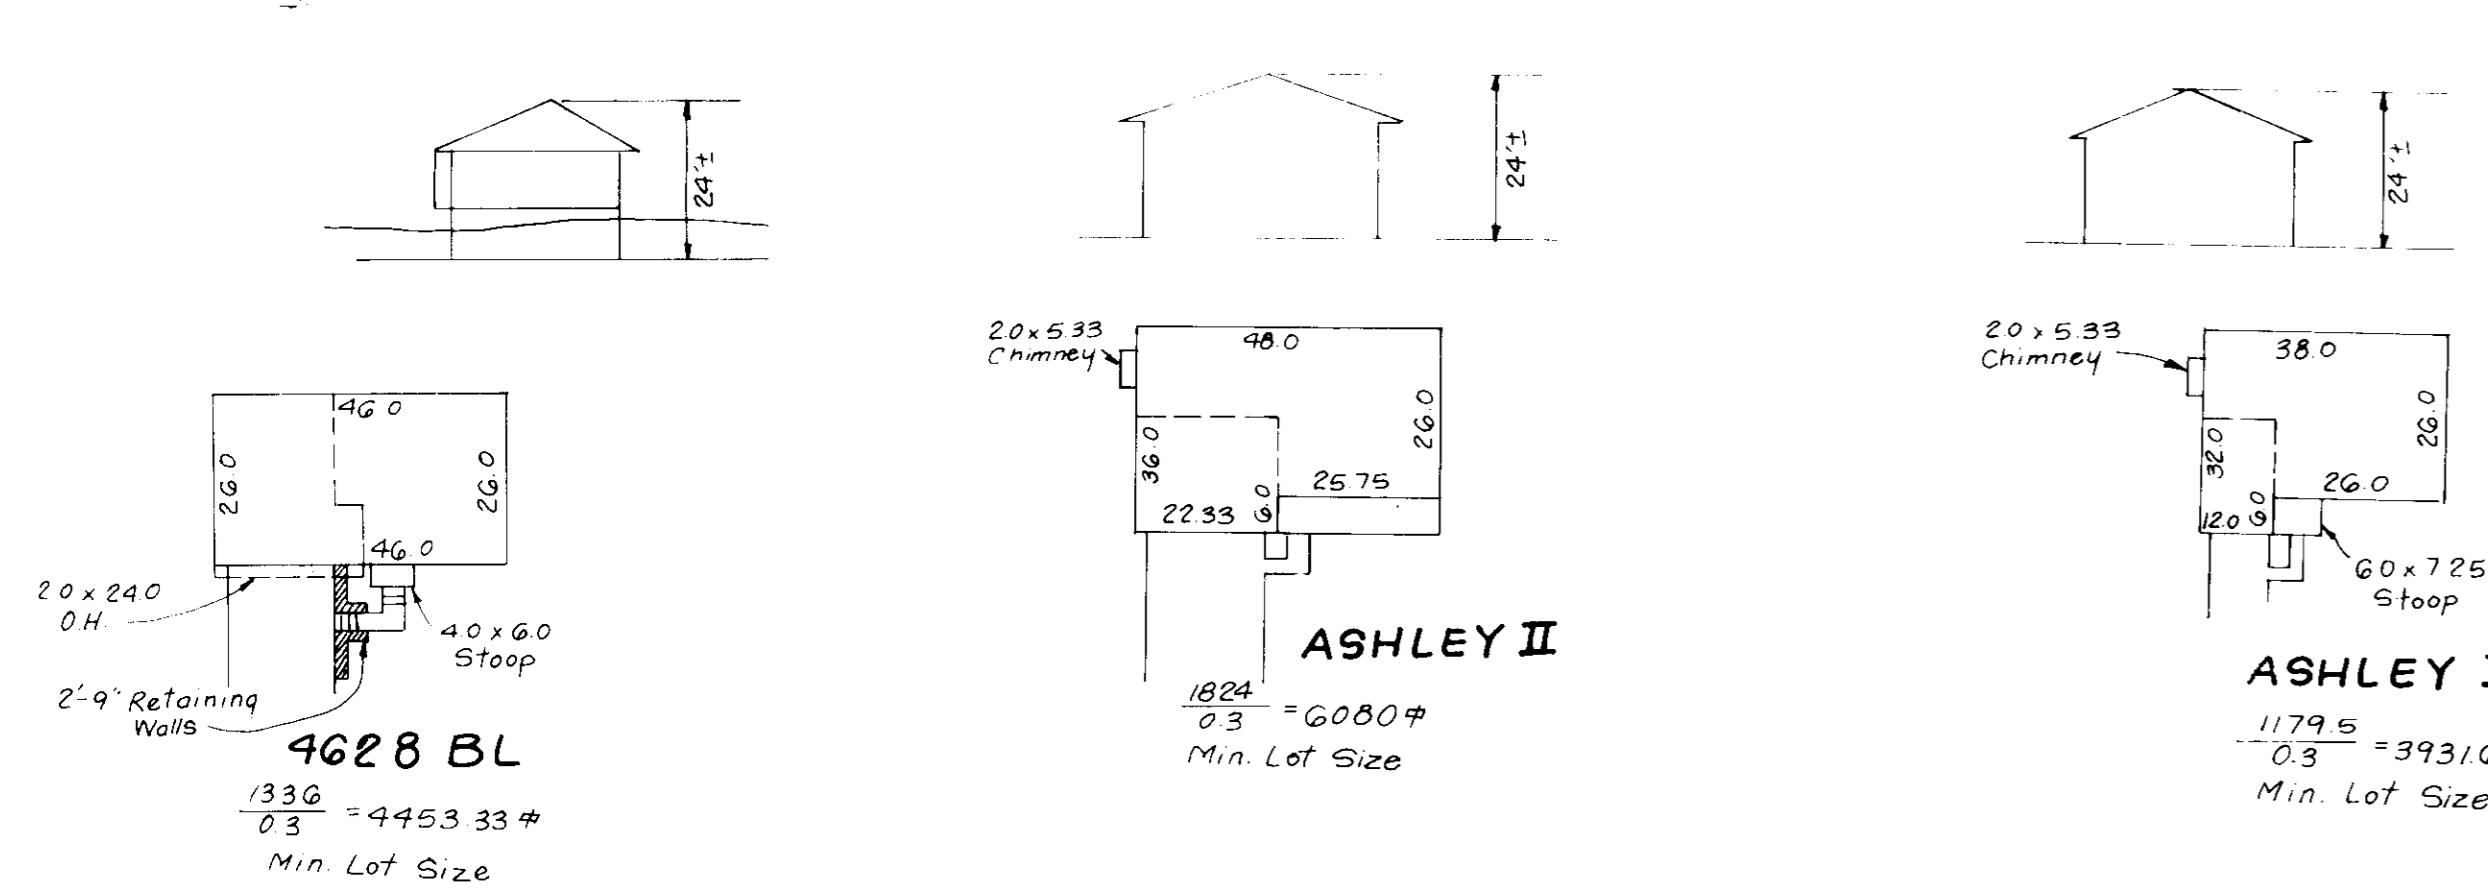 24'±
46.0
26.0
26.0
46.0
2.0 x 24.0
O.H.
4.0 x 6.0
Stoop
2'-9" Retaining
Walls
4628 BL
1336
0.3
=4453.33 #
Min. Lot Size
24'±
2.0 x 5.33
Chimney
48.0
36.0
26.0
25.75
22.33
6.0
ASHLEY II
1824
0.3
=6080 #
Min. Lot Size
24'±
2.0 x 5.33
Chimney
38.0
32.0
26.0
26.0
12.0
6.0
6.0 x 7.25
Stoop
ASHLEY
1179.5
0.3
=3931.
Min. Lot Size